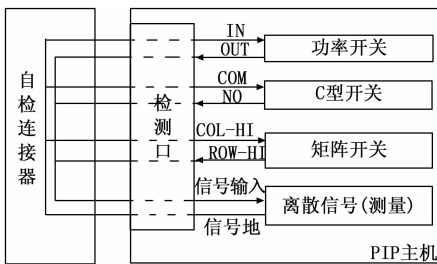 自检连接器
检测口
IN
OUT
功率开关
COM
NO
C型开关
COL-HI
ROW-HI
矩阵开关
信号输入
信号地
离散信号(测量)
PIP主机